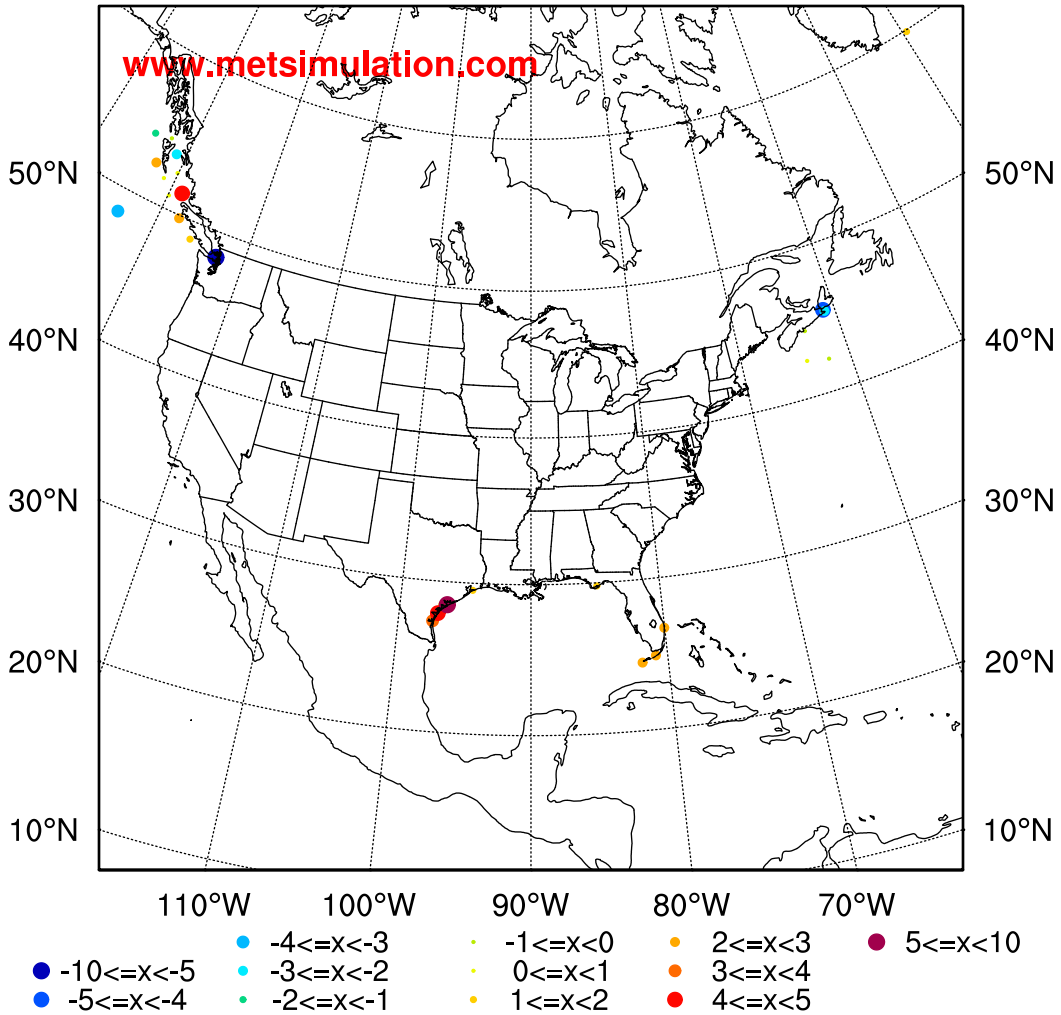 www.metsimulation.com
50°N 50°N
40°N 40°N
30°N 30°N
20°N 20°N
10°N 10°N
110°W 100°W 90°W 80°W 70°W
-4<=x<-3 -1<=x<0 2<=x<3 5<=x<10
-10<=x<-5 -3<=x<-2 0<=x<1 3<=x<4
-5<=x<-4 -2<=x<-1 1<=x<2 4<=x<5